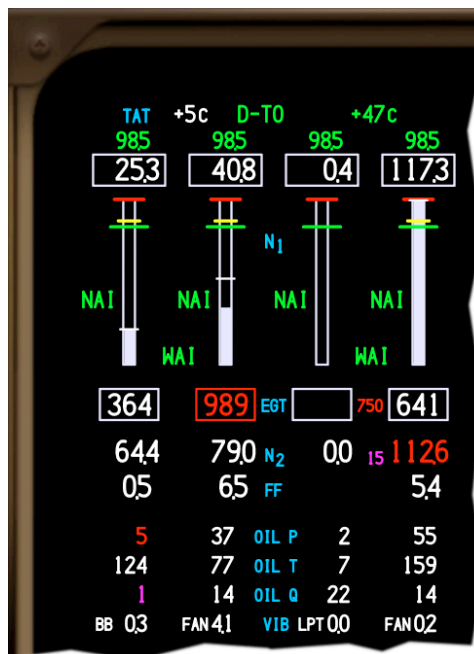 TAT +5c D-TO +47c
98.5 98.5 98.5 98.5
25.3 40.8 0.4 117.3
N1
NAI NAI NAI
WAI WAI
364 989 EGT 750 641
64.4 79.0 N2 0.0 15 112.6
0.5 6.5 FF 5.4
5 37 OIL P 2 55
124 77 OIL T 7 159
1 14 OIL Q 22 14
BB 0.3 FAN 4.1 VIB LPT 0.0 FAN 0.2